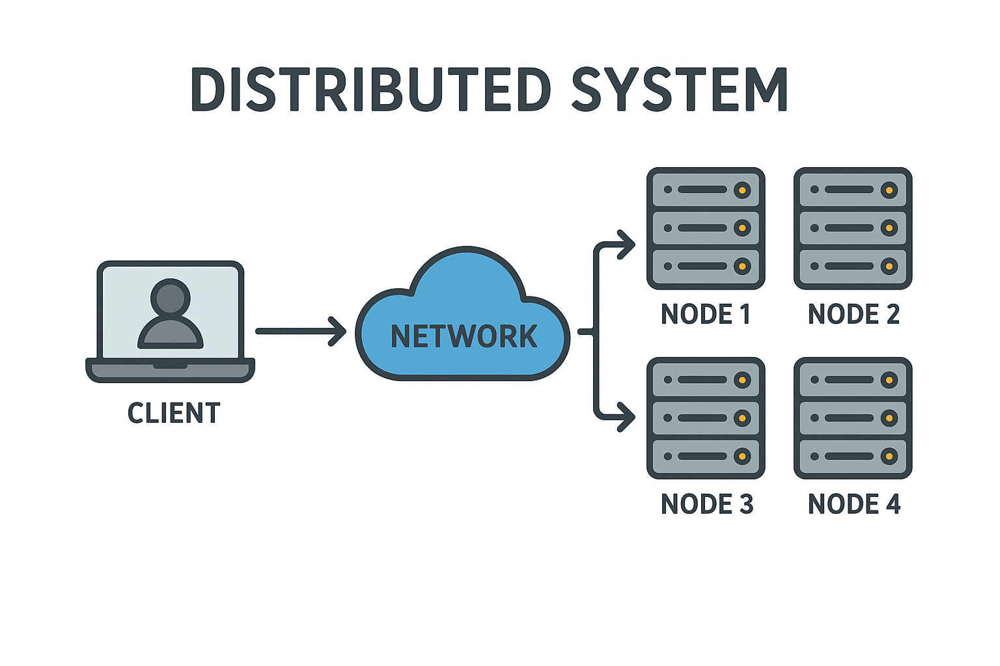 DISTRIBUTED SYSTEM
CLIENT
NETWORK
NODE 1
NODE 2
NODE 3
NODE 4